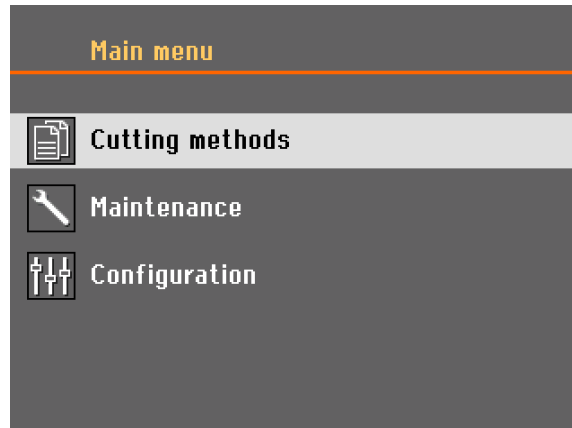 Main menu
Cutting methods
Maintenance
Configuration